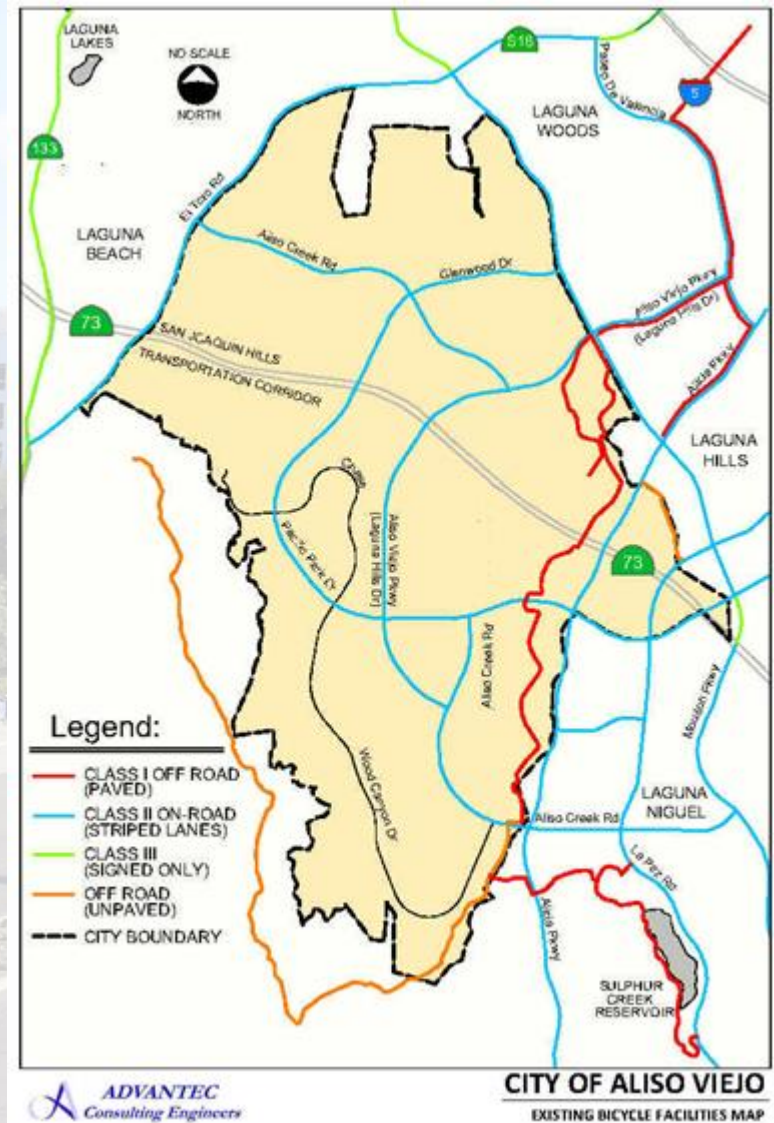 LAGUNA
LAKES
NO SCALE
NORTH
S18
Paseo De Valencia
5
LAGUNA
WOODS
133
El Toro Rd
LAGUNA
BEACH
Aliso Creek Rd
Glenwood Dr
Aliso Viejo Pkwy
(Laguna Hills Dr)
73
SAN JOAQUIN HILLS
TRANSPORTATION CORRIDOR
Alicia Pkwy
LAGUNA
HILLS
Pacific Park Dr
Aliso Viejo Pkwy
(Laguna Hills Dr)
73
Aliso Creek Rd
Moulton Pkwy
Wood Canyon Dr
LAGUNA
NIGUEL
Aliso Creek Rd
La Paz Rd
Alicia Pkwy
SULPHUR
CREEK
RESERVOIR
Legend:
CLASS I OFF ROAD
(PAVED)
CLASS II ON-ROAD
(STRIPED LANES)
CLASS III
(SIGNED ONLY)
OFF ROAD
(UNPAVED)
CITY BOUNDARY
ADVANTEC
Consulting Engineers
CITY OF ALISO VIEJO
EXISTING BICYCLE FACILITIES MAP